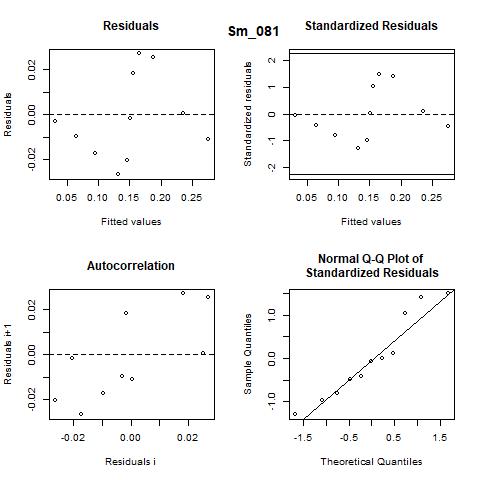 Sm_081
Residuals
Residuals
-0.02 0.00 0.02
0.05 0.10 0.15 0.20 0.25
Fitted values
Standardized Residuals
Standardized residuals
-2 -1 0 1 2
0.05 0.10 0.15 0.20 0.25
Fitted values
Autocorrelation
Residuals i+1
-0.02 0.00 0.02
-0.02 0.00 0.02
Residuals i
Normal Q-Q Plot of
Standardized Residuals
Sample Quantiles
-1.0 0.0 1.0
-1.5 -0.5 0.5 1.5
Theoretical Quantiles